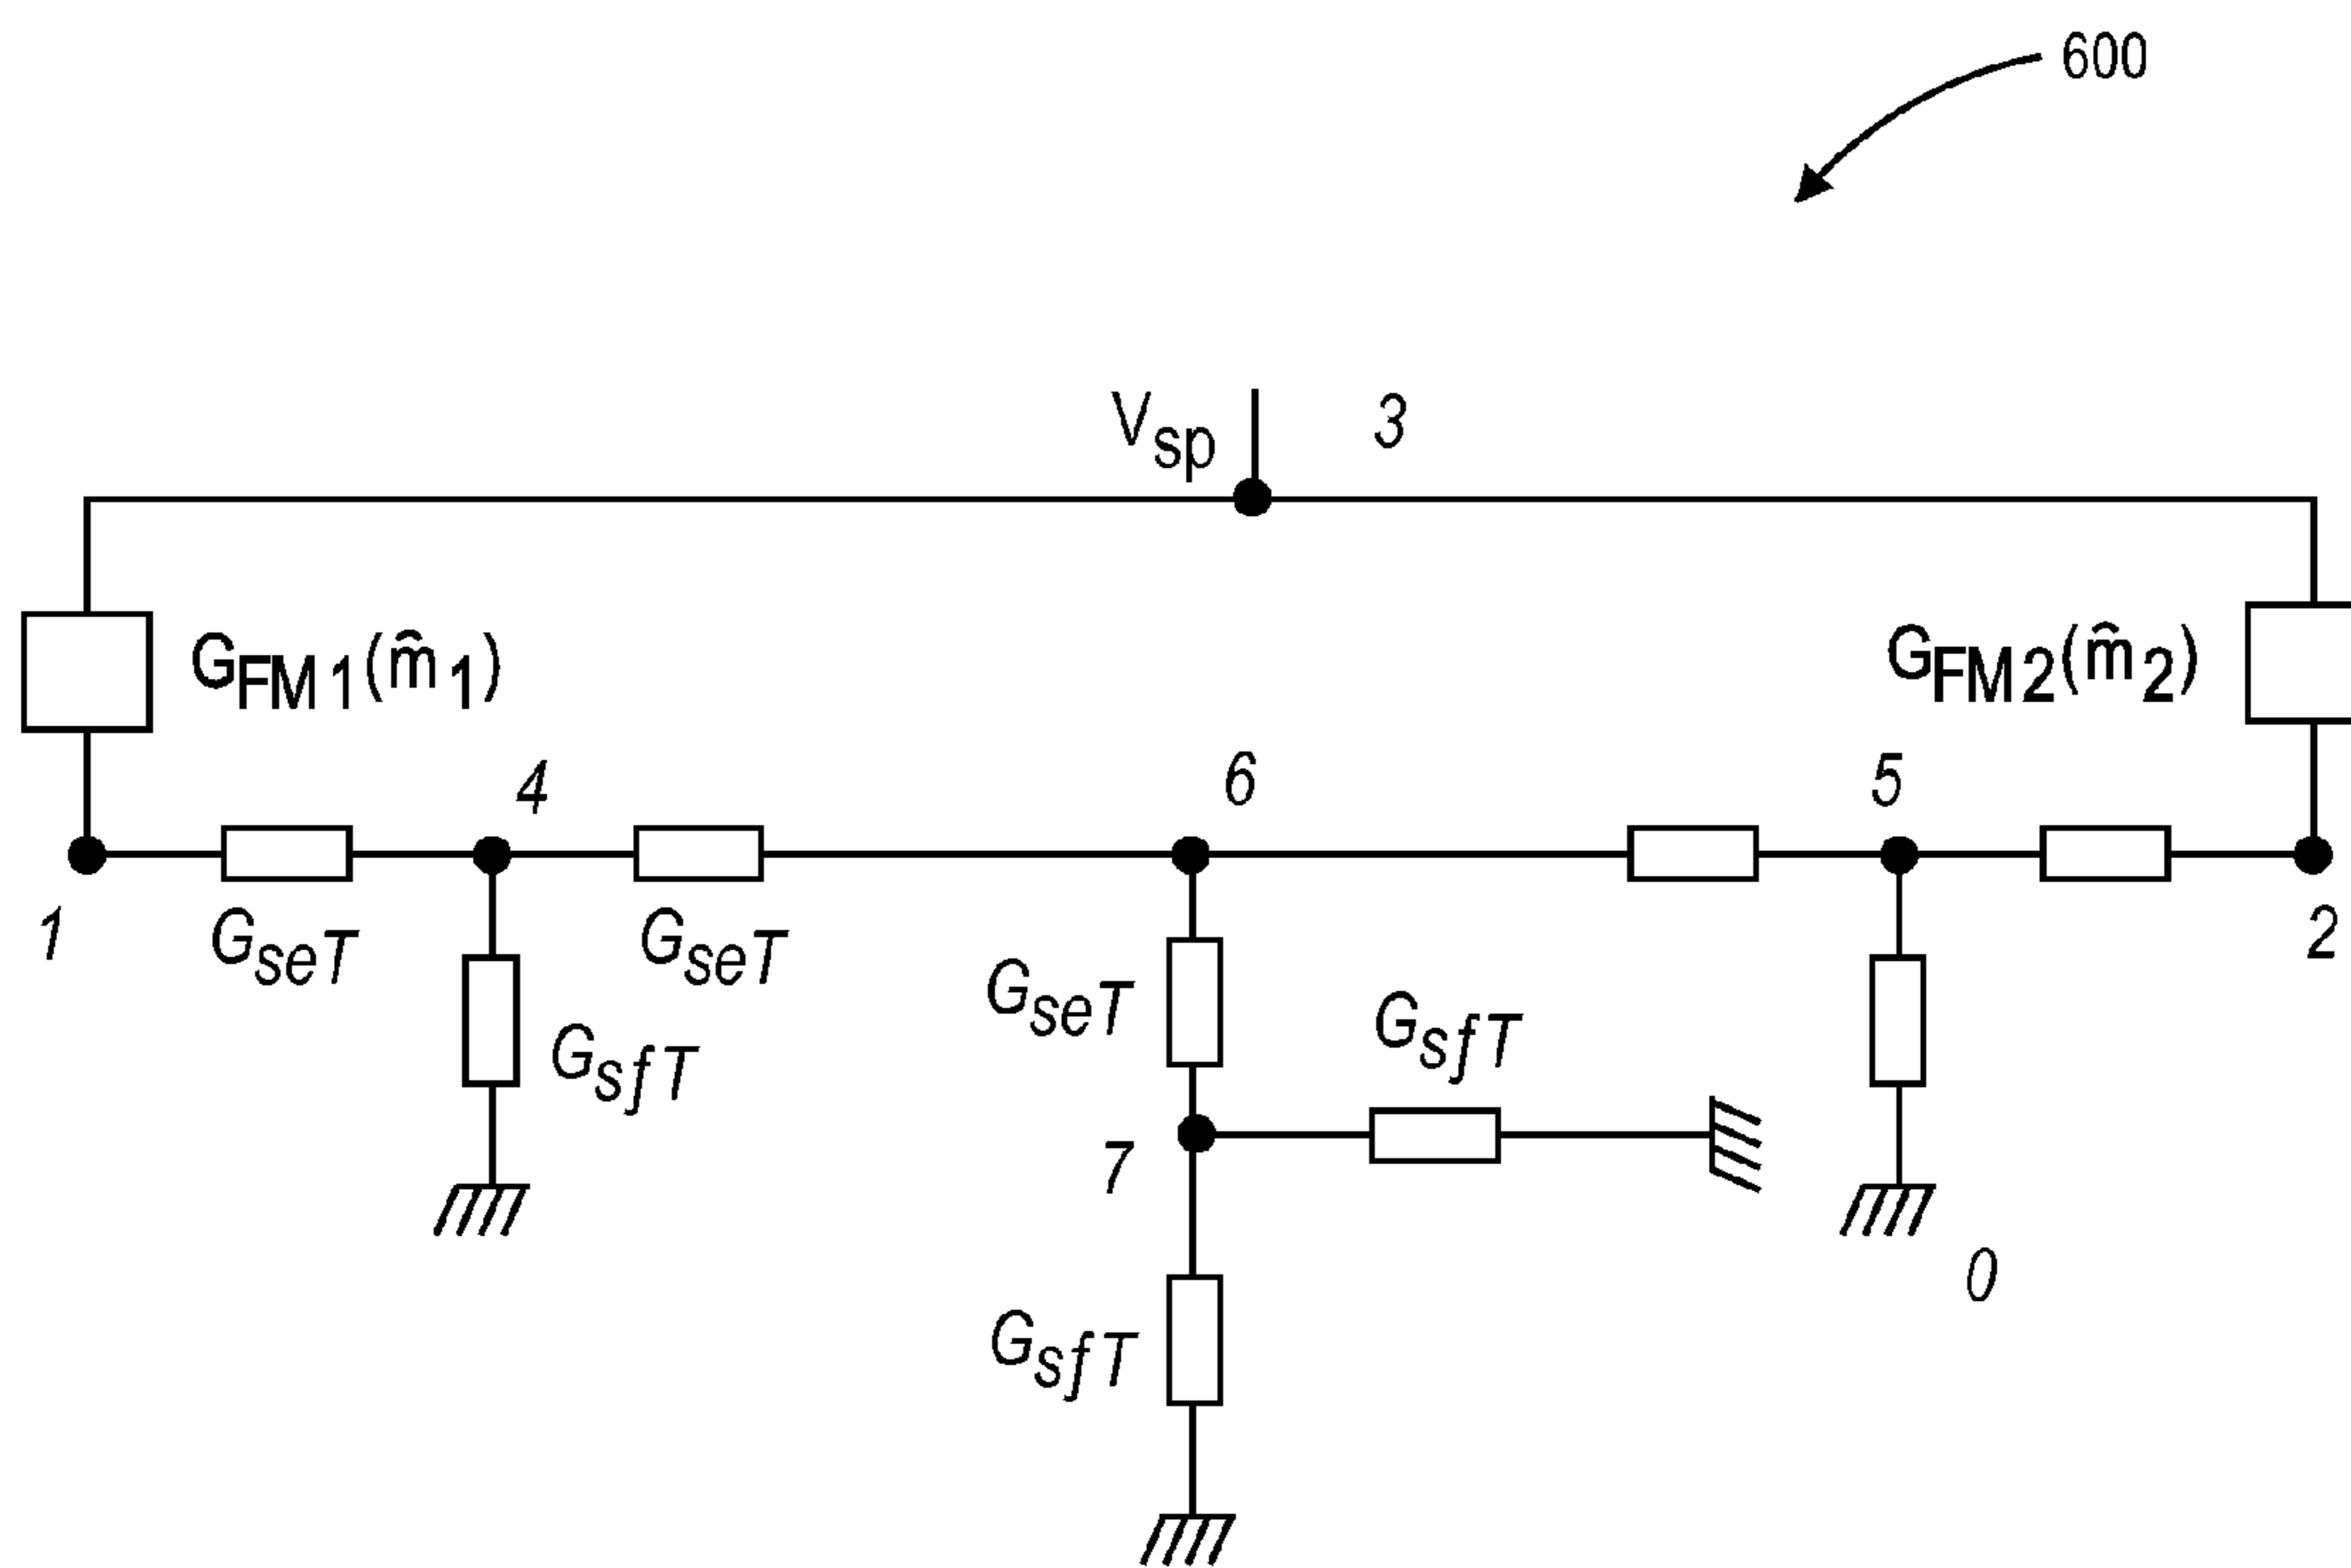 600
Vsp 3
GFM1(m̂1)
GFM2(m̂2)
4
6
5
1
GseT
GseT
2
GseT
GsfT
GsfT
7
0
GsfT